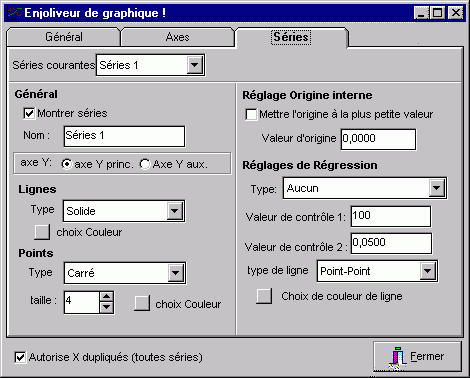 Enjoliveur de graphique !
Général
Axes
Séries
Séries courantes
Séries 1
Général
Montrer séries
Nom :
Séries 1
axe Y:
axe Y princ.
Axe Y aux.
Lignes
Type
Solide
choix Couleur
Points
Type
Carré
taille :
4
choix Couleur
Réglage Origine interne
Mettre l'origine à la plus petite valeur
Valeur d'origine
0,0000
Réglages de Régression
Type:
Aucun
Valeur de contrôle 1:
100
Valeur de contrôle 2 :
0,0500
type de ligne
Point-Point
Choix de couleur de ligne
Autorise X dupliqués (toutes séries)
Fermer